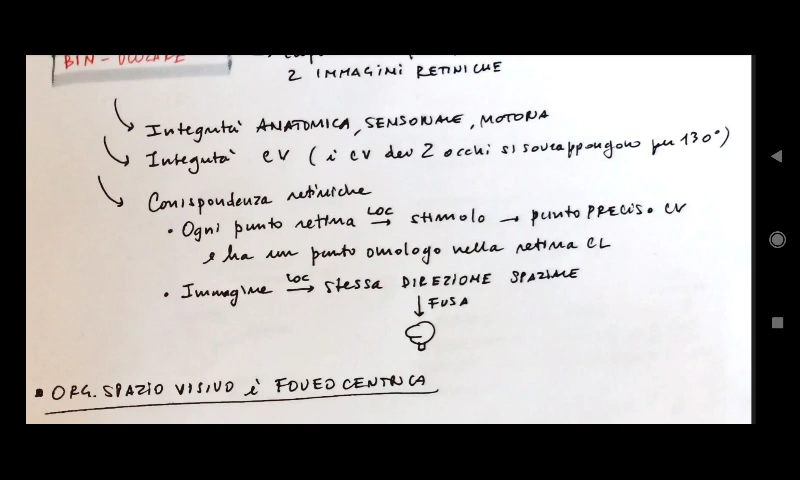 BIN-OCULARE
2 IMMAGINI RETINICHE
Integrità ANATOMICA, SENSORIALE, MOTORIA
Integrità CV (i CV dei 2 occhi si sovrappongono per 130°)
Corrispondenza retiniche
• Ogni punto retina LOC → stimolo → punto PRECISO CV
e ha un punto omologo nella retina CL
• Immagine LOC → stessa DIREZIONE SPAZIALE
↓ FUSA
▪ ORG. SPAZIO VISIVO è FOVEOCENTRICA